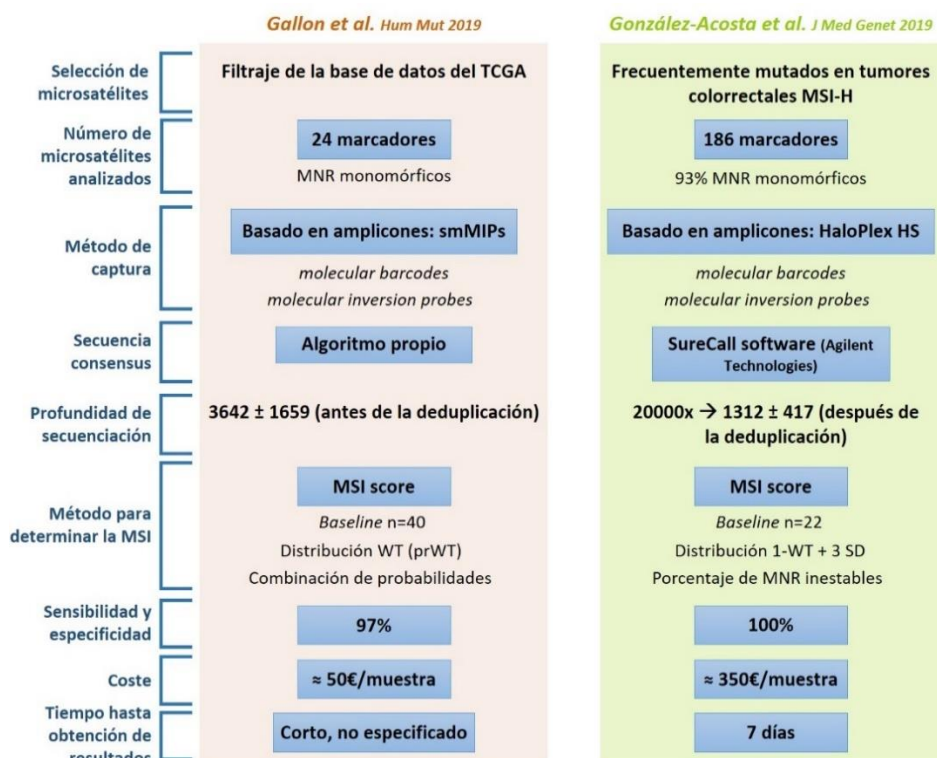 Gallon et al. Hum Mut 2019
González-Acosta et al. J Med Genet 2019
Selección de
microsatélites
Filtraje de la base de datos del TCGA
Frecuentemente mutados en tumores
colorrectales MSI-H
Número de
microsatélites
analizados
24 marcadores
MNR monomórficos
186 marcadores
93% MNR monomórficos
Método de
captura
Basado en amplicones: smMIPs
molecular barcodes
molecular inversion probes
Basado en amplicones: HaloPlex HS
molecular barcodes
molecular inversion probes
Secuencia
consensus
Algoritmo propio
SureCall software (Agilent
Technologies)
Profundidad de
secuenciación
3642 ± 1659 (antes de la deduplicación)
20000x → 1312 ± 417 (después de
la deduplicación)
Método para
determinar la MSI
MSI score
Baseline n=40
Distribución WT (prWT)
Combinación de probabilidades
MSI score
Baseline n=22
Distribución 1-WT + 3 SD
Porcentaje de MNR inestables
Sensibilidad y
especificidad
97%
100%
Coste
≈ 50€/muestra
≈ 350€/muestra
Tiempo hasta
obtención de
resultados
Corto, no especificado
7 días